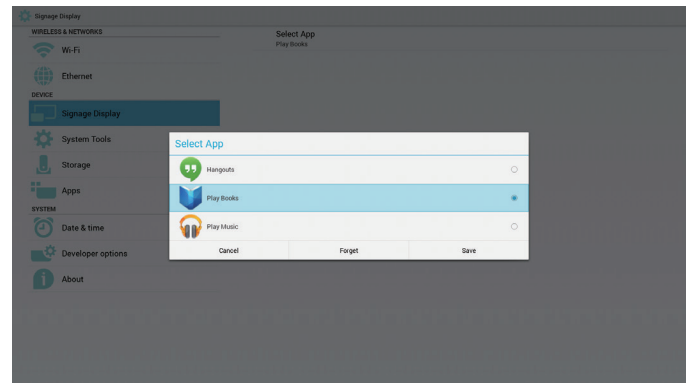 Signage Display
WIRELESS & NETWORKS
Wi-Fi
Ethernet
DEVICE
Signage Display
System Tools
Storage
Apps
SYSTEM
Date & time
Developer options
About
Select App
Play Books
Select App
Hangouts
Play Books
Play Music
Cancel Forget Save